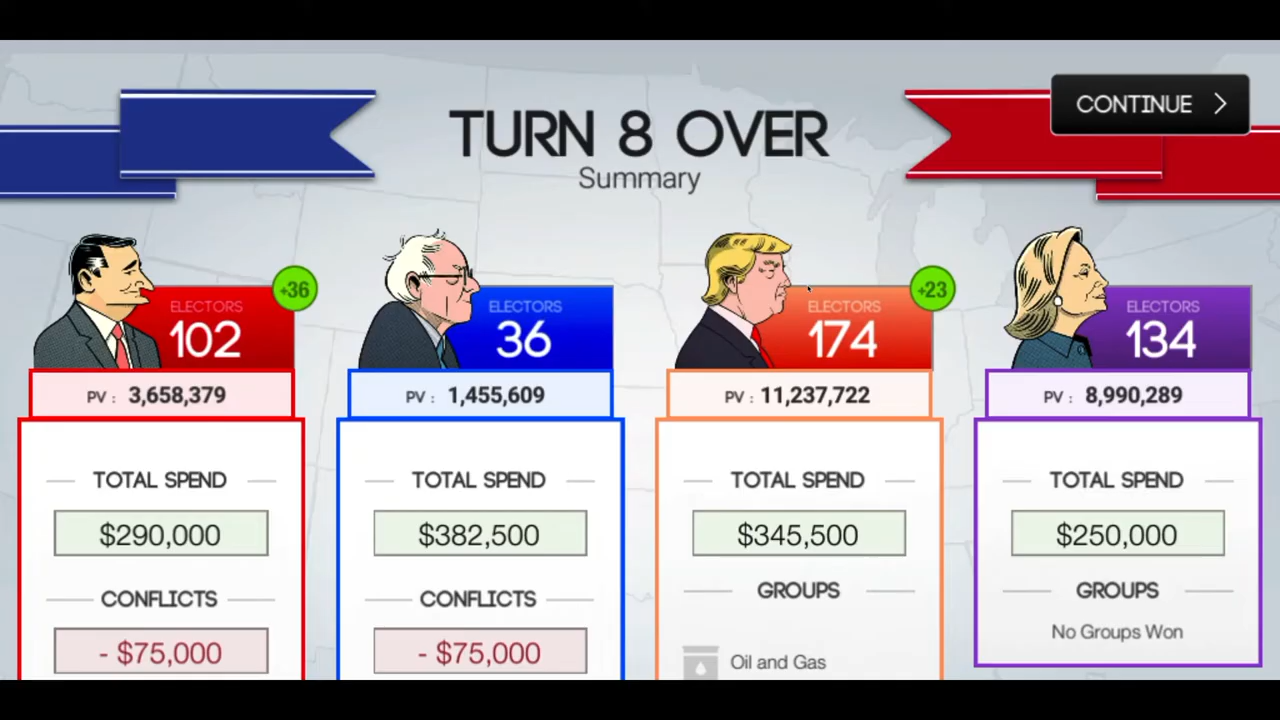 CONTINUE
TURN 8 OVER
Summary
ELECTORS
102
+36
PV : 3,658,379
TOTAL SPEND
$290,000
CONFLICTS
- $75,000
ELECTORS
36
PV : 1,455,609
TOTAL SPEND
$382,500
CONFLICTS
- $75,000
ELECTORS
174
+23
PV : 11,237,722
TOTAL SPEND
$345,500
GROUPS
Oil and Gas
ELECTORS
134
PV : 8,990,289
TOTAL SPEND
$250,000
GROUPS
No Groups Won